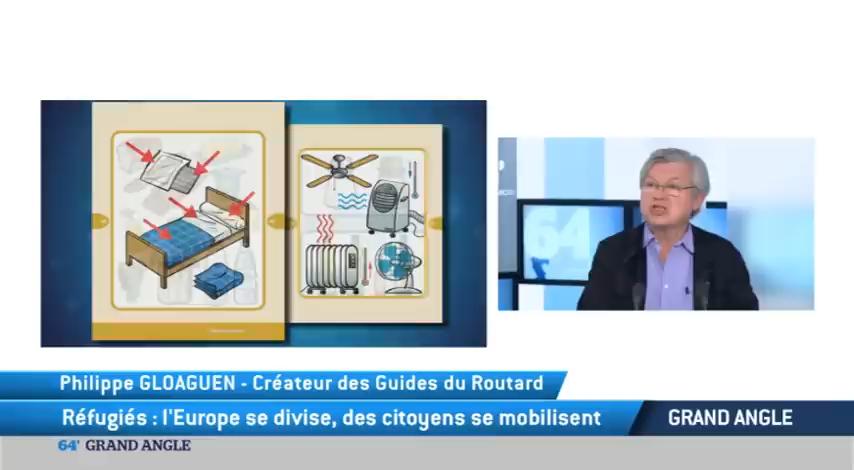 64'
Philippe GLOAGUEN - Créateur des Guides du Routard
Réfugiés : l'Europe se divise, des citoyens se mobilisent
GRAND ANGLE
64' GRAND ANGLE